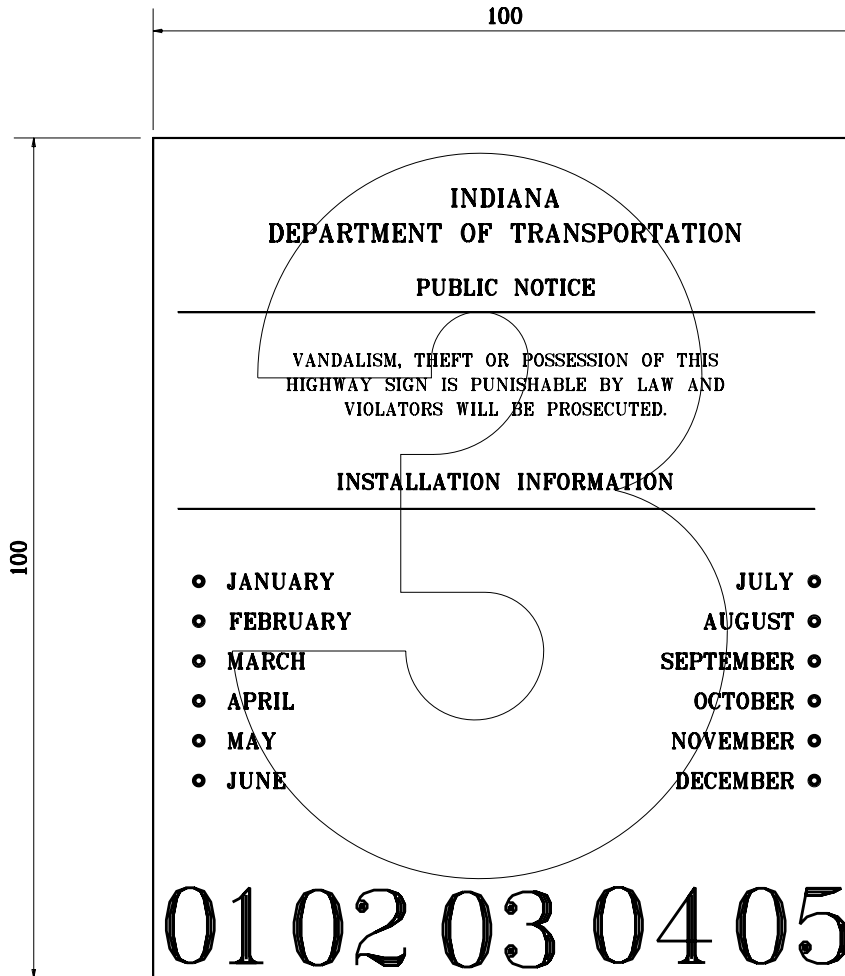 100
INDIANA
DEPARTMENT OF TRANSPORTATION
PUBLIC NOTICE
VANDALISM, THEFT OR POSSESSION OF THIS
HIGHWAY SIGN IS PUNISHABLE BY LAW AND
VIOLATORS WILL BE PROSECUTED.
INSTALLATION INFORMATION
100
3
JANUARY JULY
FEBRUARY AUGUST
MARCH SEPTEMBER
APRIL OCTOBER
MAY NOVEMBER
JUNE DECEMBER
01 02 03 04 05